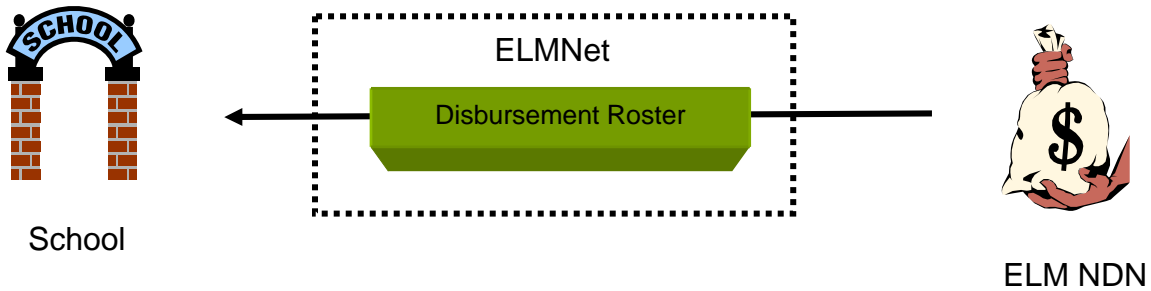 SCHOOL
ELMNet
Disbursement Roster
$
School
ELM NDN